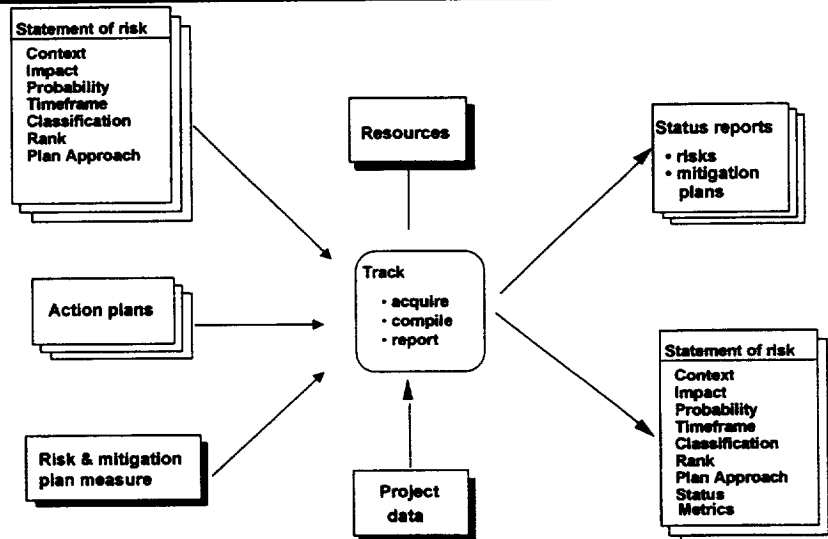 Statement of risk
Context
Impact
Probability
Timeframe
Classification
Rank
Plan Approach
Resources
Status reports
• risks
• mitigation
plans
Action plans
Track
• acquire
• compile
• report
Risk & mitigation
plan measure
Project
data
Statement of risk
Context
Impact
Probability
Timeframe
Classification
Rank
Plan Approach
Status
Metrics